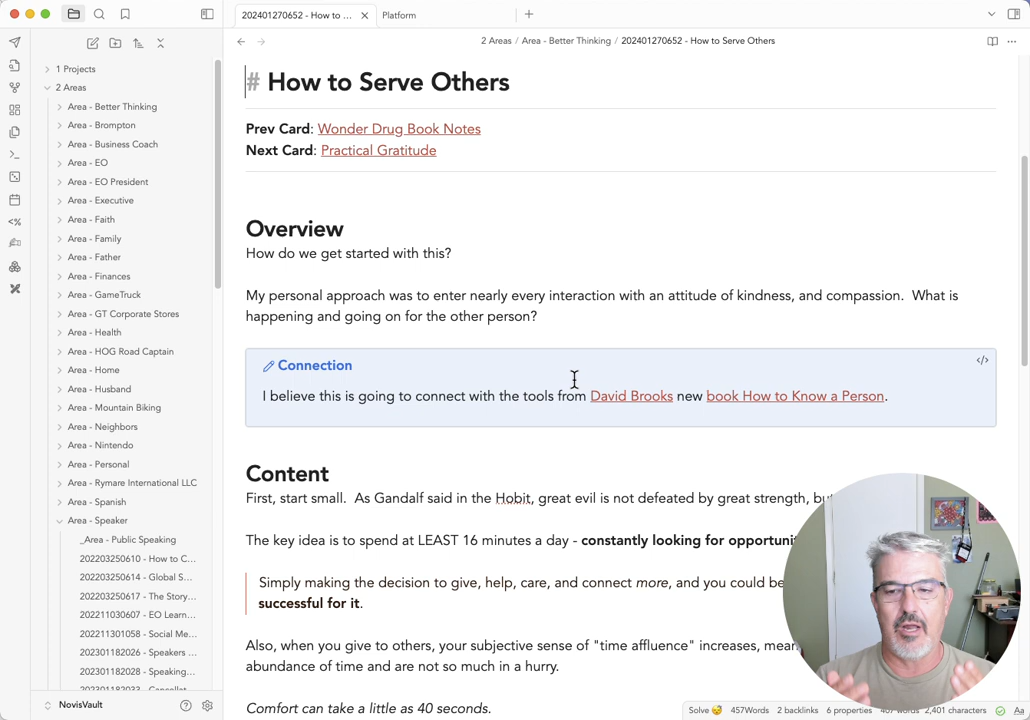 202401270652 - How to ...
Platform
2 Areas / Area - Better Thinking / 202401270652 - How to Serve Others
1 Projects
2 Areas
Area - Better Thinking
Area - Brompton
Area - Business Coach
Area - EO
Area - EO President
Area - Executive
Area - Faith
Area - Family
Area - Father
Area - Finances
Area - GameTruck
Area - GT Corporate Stores
Area - Health
Area - HOG Road Captain
Area - Home
Area - Husband
Area - Mountain Biking
Area - Neighbors
Area - Nintendo
Area - Personal
Area - Rymare International LLC
Area - Spanish
Area - Speaker
_Area - Public Speaking
202203250610 - How to C...
202203250614 - Global S...
202203250617 - The Story...
202211030607 - EO Learn...
202211301058 - Social Me...
202301182026 - Speakers ...
202301182028 - Speaking...
NovisVault
# How to Serve Others
Prev Card: Wonder Drug Book Notes
Next Card: Practical Gratitude
Overview
How do we get started with this?
My personal approach was to enter nearly every interaction with an attitude of kindness, and compassion. What is
happening and going on for the other person?
Connection
I believe this is going to connect with the tools from David Brooks new book How to Know a Person.
Content
First, start small. As Gandalf said in the Hobit, great evil is not defeated by great strength,
The key idea is to spend at LEAST 16 minutes a day - constantly looking for
Simply making the decision to give, help, care, and connect more, and you could be
successful for it.
Also, when you give to others, your subjective sense of "time affluence" increases,
abundance of time and are not so much in a hurry.
Comfort can take a little as 40 seconds.
Solve 457Words 2 backlinks 6 properties words 2,401 characters